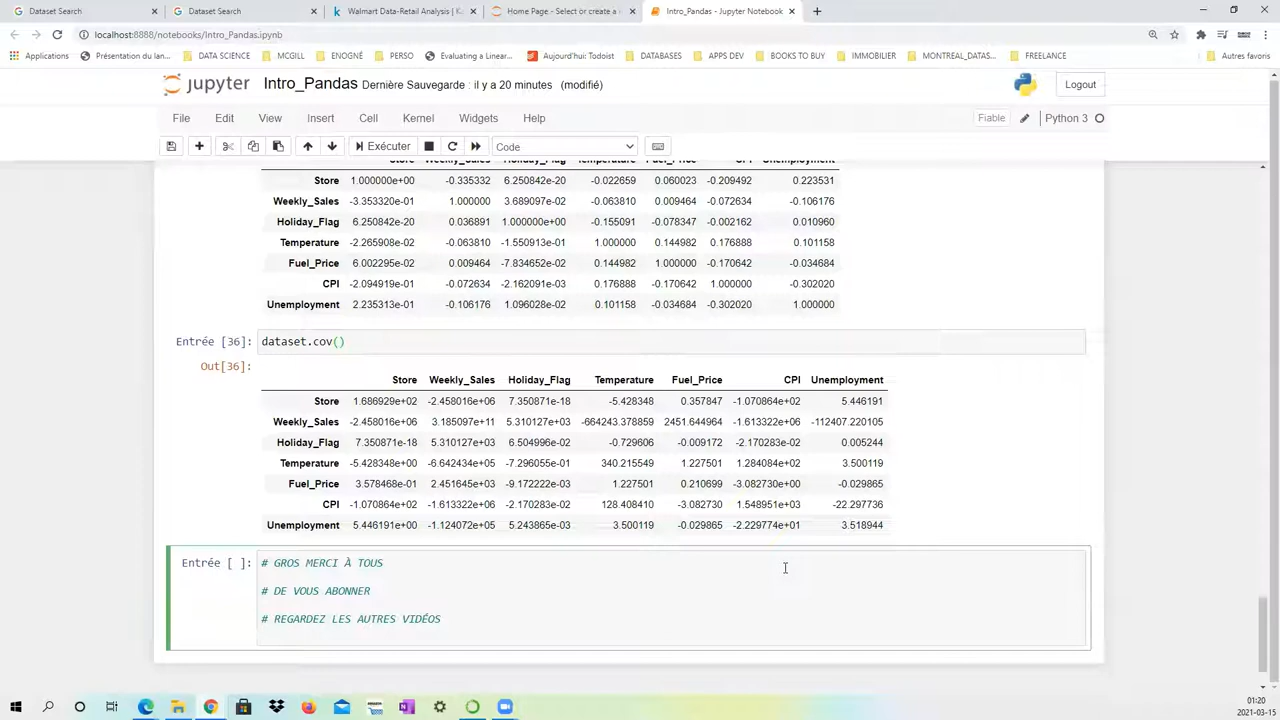 Dataset Search
Dataset Search
Walmart Data-Retail Analysis | K
Home Page - Select or create a
Intro_Pandas - Jupyter Notebook
localhost:8888/notebooks/Intro_Pandas.ipynb
Applications Présentation du lan... DATA SCIENCE MCGILL ENOGNÉ PERSO Evaluating a Linear... Aujourd'hui: Todoist DATABASES APPS DEV BOOKS TO BUY IMMOBILIER MONTREAL_DATAS... FREELANCE Autres favoris
jupyter Intro_Pandas Dernière Sauvegarde : il y a 20 minutes (modifié) Logout
File Edit View Insert Cell Kernel Widgets Help Fiable Python 3
Exécuter Code
Store Weekly_Sales Holiday_Flag Temperature Fuel_Price CPI Unemployment
Store 1.000000e+00 -0.335332 6.250842e-20 -0.022659 0.060023 -0.209492 0.223531
Weekly_Sales -3.353320e-01 1.000000 3.689097e-02 -0.063810 0.009464 -0.072634 -0.106176
Holiday_Flag 6.250842e-20 0.036891 1.000000e+00 -0.155091 -0.078347 -0.002162 0.010960
Temperature -2.265908e-02 -0.063810 -1.550913e-01 1.000000 0.144982 0.176888 0.101158
Fuel_Price 6.002295e-02 0.009464 -7.834652e-02 0.144982 1.000000 -0.170642 -0.034684
CPI -2.094919e-01 -0.072634 -2.162091e-03 0.176888 -0.170642 1.000000 -0.302020
Unemployment 2.235313e-01 -0.106176 1.096028e-02 0.101158 -0.034684 -0.302020 1.000000
Entrée [36]: dataset.cov()
Out[36]:
Store Weekly_Sales Holiday_Flag Temperature Fuel_Price CPI Unemployment
Store 1.686929e+02 -2.458016e+06 7.350871e-18 -5.428348 0.357847 -1.070864e+02 5.446191
Weekly_Sales -2.458016e+06 3.185097e+11 5.310127e+03 -664243.378859 2451.644964 -1.613322e+06 -112407.220105
Holiday_Flag 7.350871e-18 5.310127e+03 6.504996e-02 -0.729606 -0.009172 -2.170283e-02 0.005244
Temperature -5.428348e+00 -6.642434e+05 -7.296055e-01 340.215549 1.227501 1.284084e+02 3.500119
Fuel_Price 3.578468e-01 2.451645e+03 -9.172222e-03 1.227501 0.210699 -3.082730e+00 -0.029865
CPI -1.070864e+02 -1.613322e+06 -2.170283e-02 128.408410 -3.082730 1.548951e+03 -22.297736
Unemployment 5.446191e+00 -1.124072e+05 5.243865e-03 3.500119 -0.029865 -2.229774e+01 3.518944
Entrée [ ]: # GROS MERCI À TOUS
# DE VOUS ABONNER
# REGARDEZ LES AUTRES VIDÉOS
01:20
2021-03-15